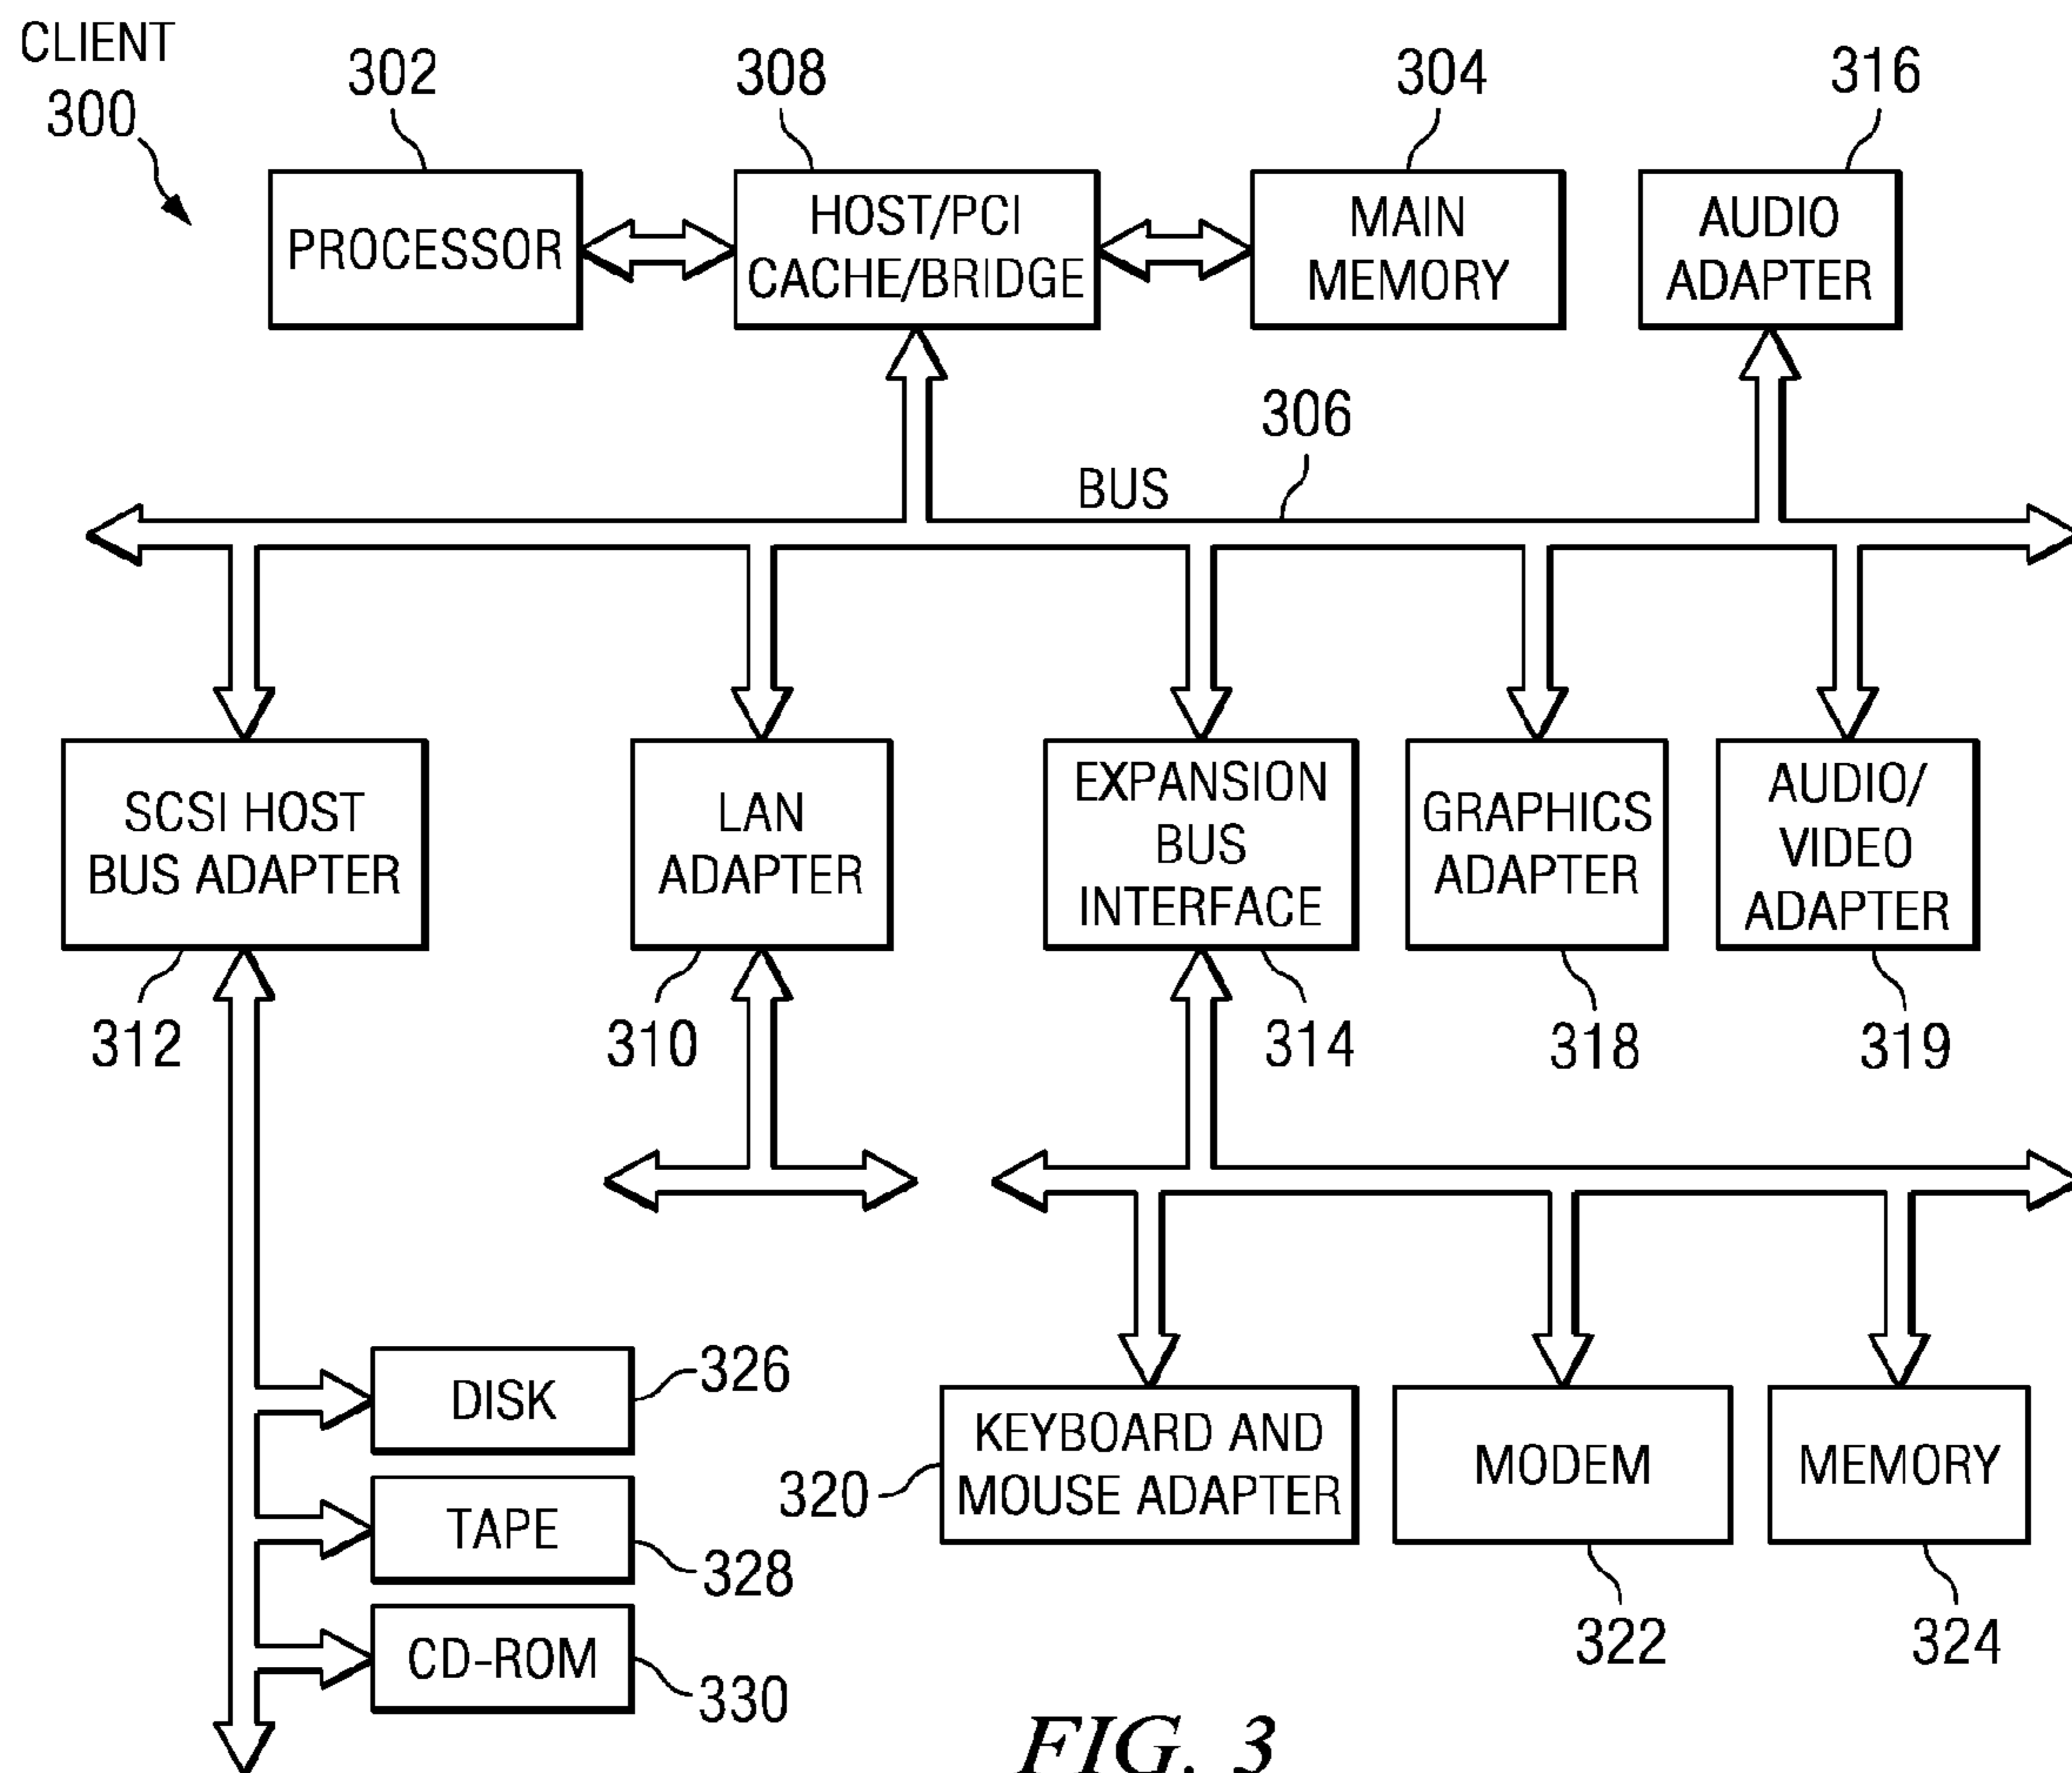 CLIENT
300
302
308
304
316
PROCESSOR
HOST/PCI
CACHE/BRIDGE
MAIN
MEMORY
AUDIO
ADAPTER
306
BUS
SCSI HOST
BUS ADAPTER
LAN
ADAPTER
EXPANSION
BUS
INTERFACE
GRAPHICS
ADAPTER
AUDIO/
VIDEO
ADAPTER
312
310
314
318
319
DISK
326
TAPE
328
CD-ROM
330
320
KEYBOARD AND
MOUSE ADAPTER
MODEM
MEMORY
322
324
FIG. 3